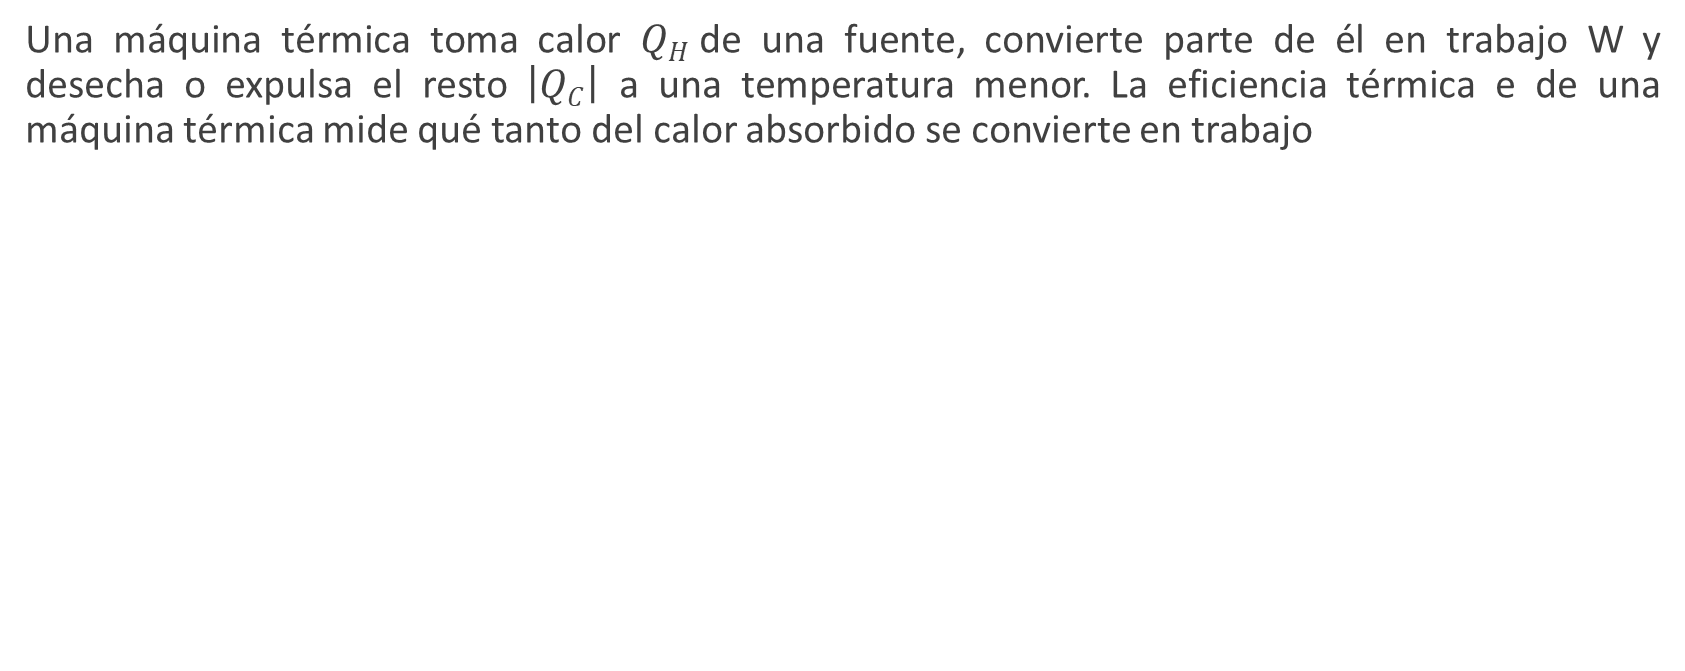 Una máquina térmica toma calor Q_H de una fuente, convierte parte de él en trabajo W y
desecha o expulsa el resto |Q_C| a una temperatura menor. La eficiencia térmica e de una
máquina térmica mide qué tanto del calor absorbido se convierte en trabajo